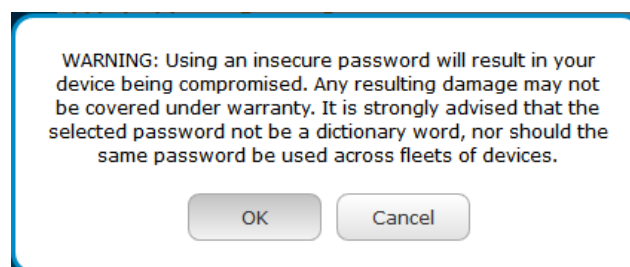 WARNING: Using an insecure password will result in your
device being compromised. Any resulting damage may not
be covered under warranty. It is strongly advised that the
selected password not be a dictionary word, nor should the
same password be used across fleets of devices.
OK Cancel